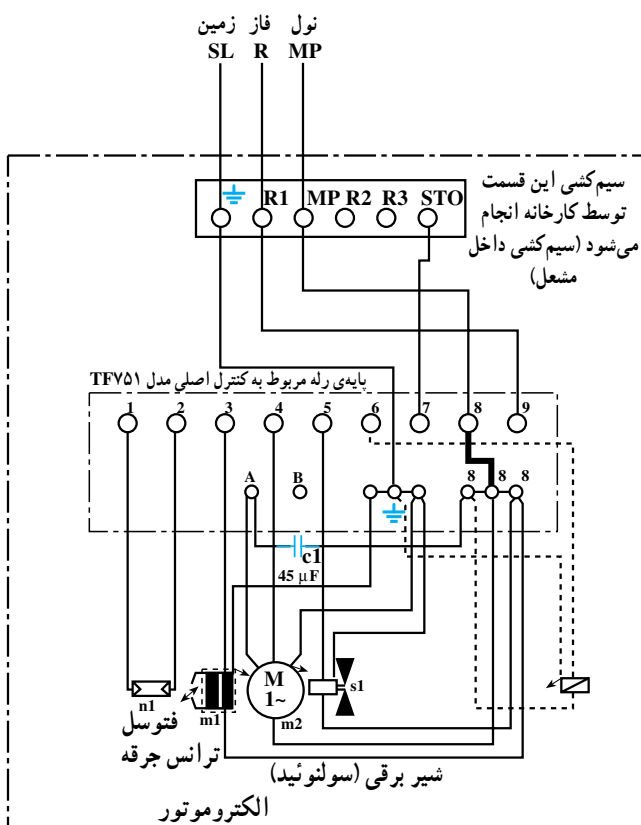 زمین فاز نول
SL R MP
سیم‌کشی این قسمت
توسط کارخانه انجام
می‌شود (سیم‌کشی داخل
مشعل)
R1 MP R2 R3 STO
پایه‌ی رله مربوط به کنترل اصلی مدل TF۷۵۱
1 2 3 4 5 6 7 8 9
A B 8 8 8
c1
45 μF
M
1~
n1 m1 m2 s1
فتوسل
ترانس جرقه
شیر برقی (سولنوئید)
الکتروموتور